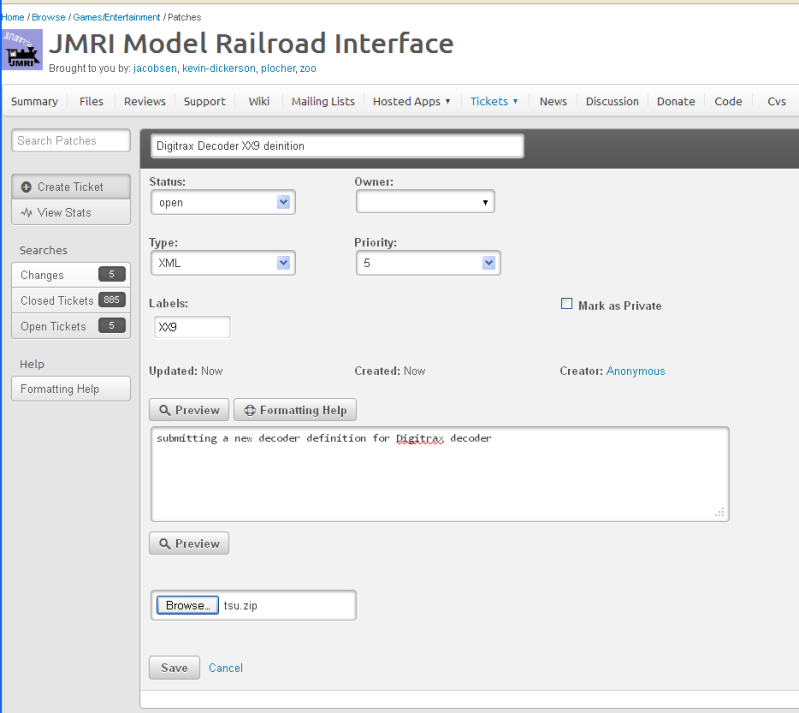 Home / Browse / Games/Entertainment / Patches
JMRI
JMRI Model Railroad Interface
Brought to you by: jacobsen, kevin-dickerson, plocher, zoo
Summary Files Reviews Support Wiki Mailing Lists Hosted Apps ▾ Tickets ▾ News Discussion Donate Code Cvs
Search Patches
Digitrax Decoder XX9 deinition
Create Ticket
View Stats
Searches
Changes 5
Closed Tickets 885
Open Tickets 5
Help
Formatting Help
Status: Owner:
open
Type: Priority:
XML 5
Labels:
Mark as Private
XX9
Updated: Now Created: Now Creator: Anonymous
Preview Formatting Help
submitting a new decoder definition for Digitrax decoder
Preview
Browse... tsu.zip
Save Cancel